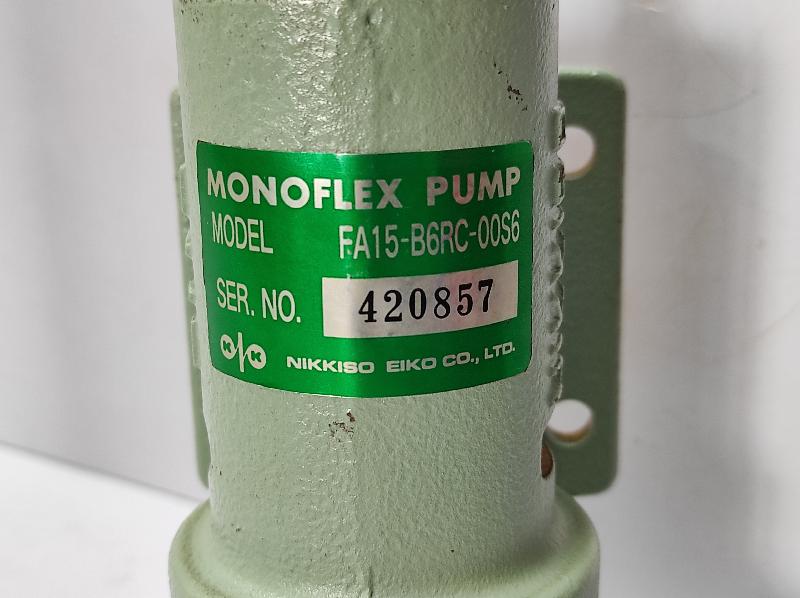 MONOFLEX PUMP
MODEL FA15-B6RC-00S6
SER. NO. 420857
K/K NIKKISO EIKO CO., LTD.